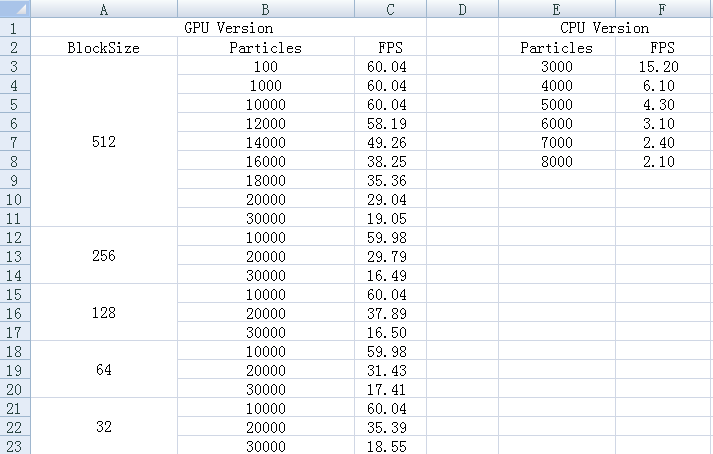 A B C D E F
1 GPU Version CPU Version
2 BlockSize Particles FPS Particles FPS
3 100 60.04 3000 15.20
4 1000 60.04 4000 6.10
5 10000 60.04 5000 4.30
6 12000 58.19 6000 3.10
7 512 14000 49.26 7000 2.40
8 16000 38.25 8000 2.10
9 18000 35.36
10 20000 29.04
11 30000 19.05
12 10000 59.98
13 256 20000 29.79
14 30000 16.49
15 10000 60.04
16 128 20000 37.89
17 30000 16.50
18 10000 59.98
19 64 20000 31.43
20 30000 17.41
21 10000 60.04
22 32 20000 35.39
23 30000 18.55